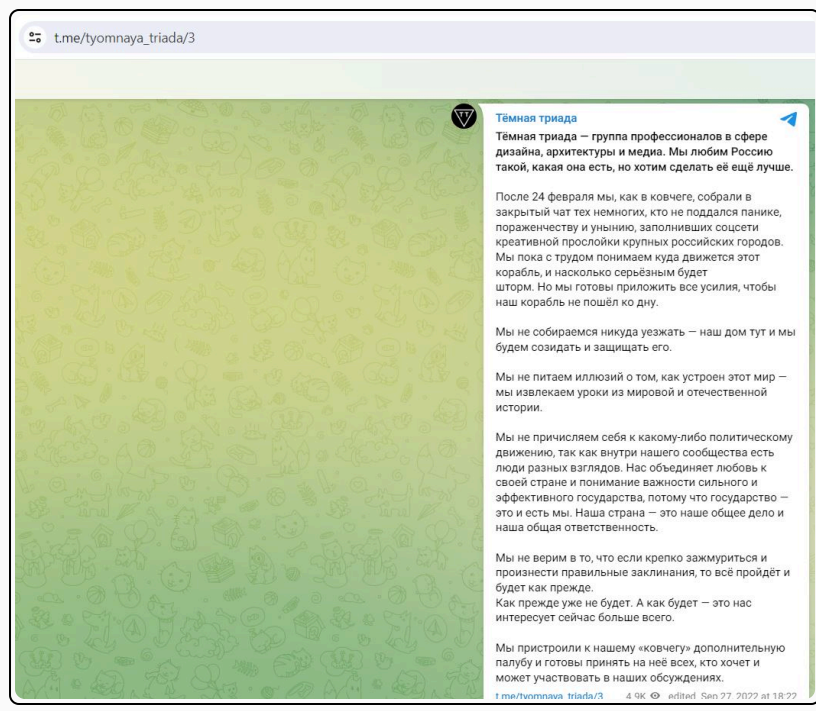 t.me/tyomnaya_triada/3
Тёмная триада
Тёмная триада — группа профессионалов в сфере
дизайна, архитектуры и медиа. Мы любим Россию
такой, какая она есть, но хотим сделать её ещё лучше.
После 24 февраля мы, как в ковчеге, собрали в
закрытый чат тех немногих, кто не поддался панике,
пораженчеству и унынию, заполнивших соцсети
креативной прослойки крупных российских городов.
Мы пока с трудом понимаем куда движется этот
корабль, и насколько серьёзным будет
шторм. Но мы готовы приложить все усилия, чтобы
наш корабль не пошёл ко дну.
Мы не собираемся никуда уезжать — наш дом тут и мы
будем созидать и защищать его.
Мы не питаем иллюзий о том, как устроен этот мир —
мы извлекаем уроки из мировой и отечественной
истории.
Мы не причисляем себя к какому-либо политическому
движению, так как внутри нашего сообщества есть
люди разных взглядов. Нас объединяет любовь к
своей стране и понимание важности сильного и
эффективного государства, потому что государство —
это и есть мы. Наша страна — это наше общее дело и
наша общая ответственность.
Мы не верим в то, что если крепко зажмуриться и
произнести правильные заклинания, то всё пройдёт и
будет как прежде.
Как прежде уже не будет. А как будет — это нас
интересует сейчас больше всего.
Мы пристроили к нашему «ковчегу» дополнительную
палубу и готовы принять на неё всех, кто хочет и
может участвовать в наших обсуждениях.
t.me/tyomnaya_triada/3 4.9K edited Sep 27, 2022 at 18:22